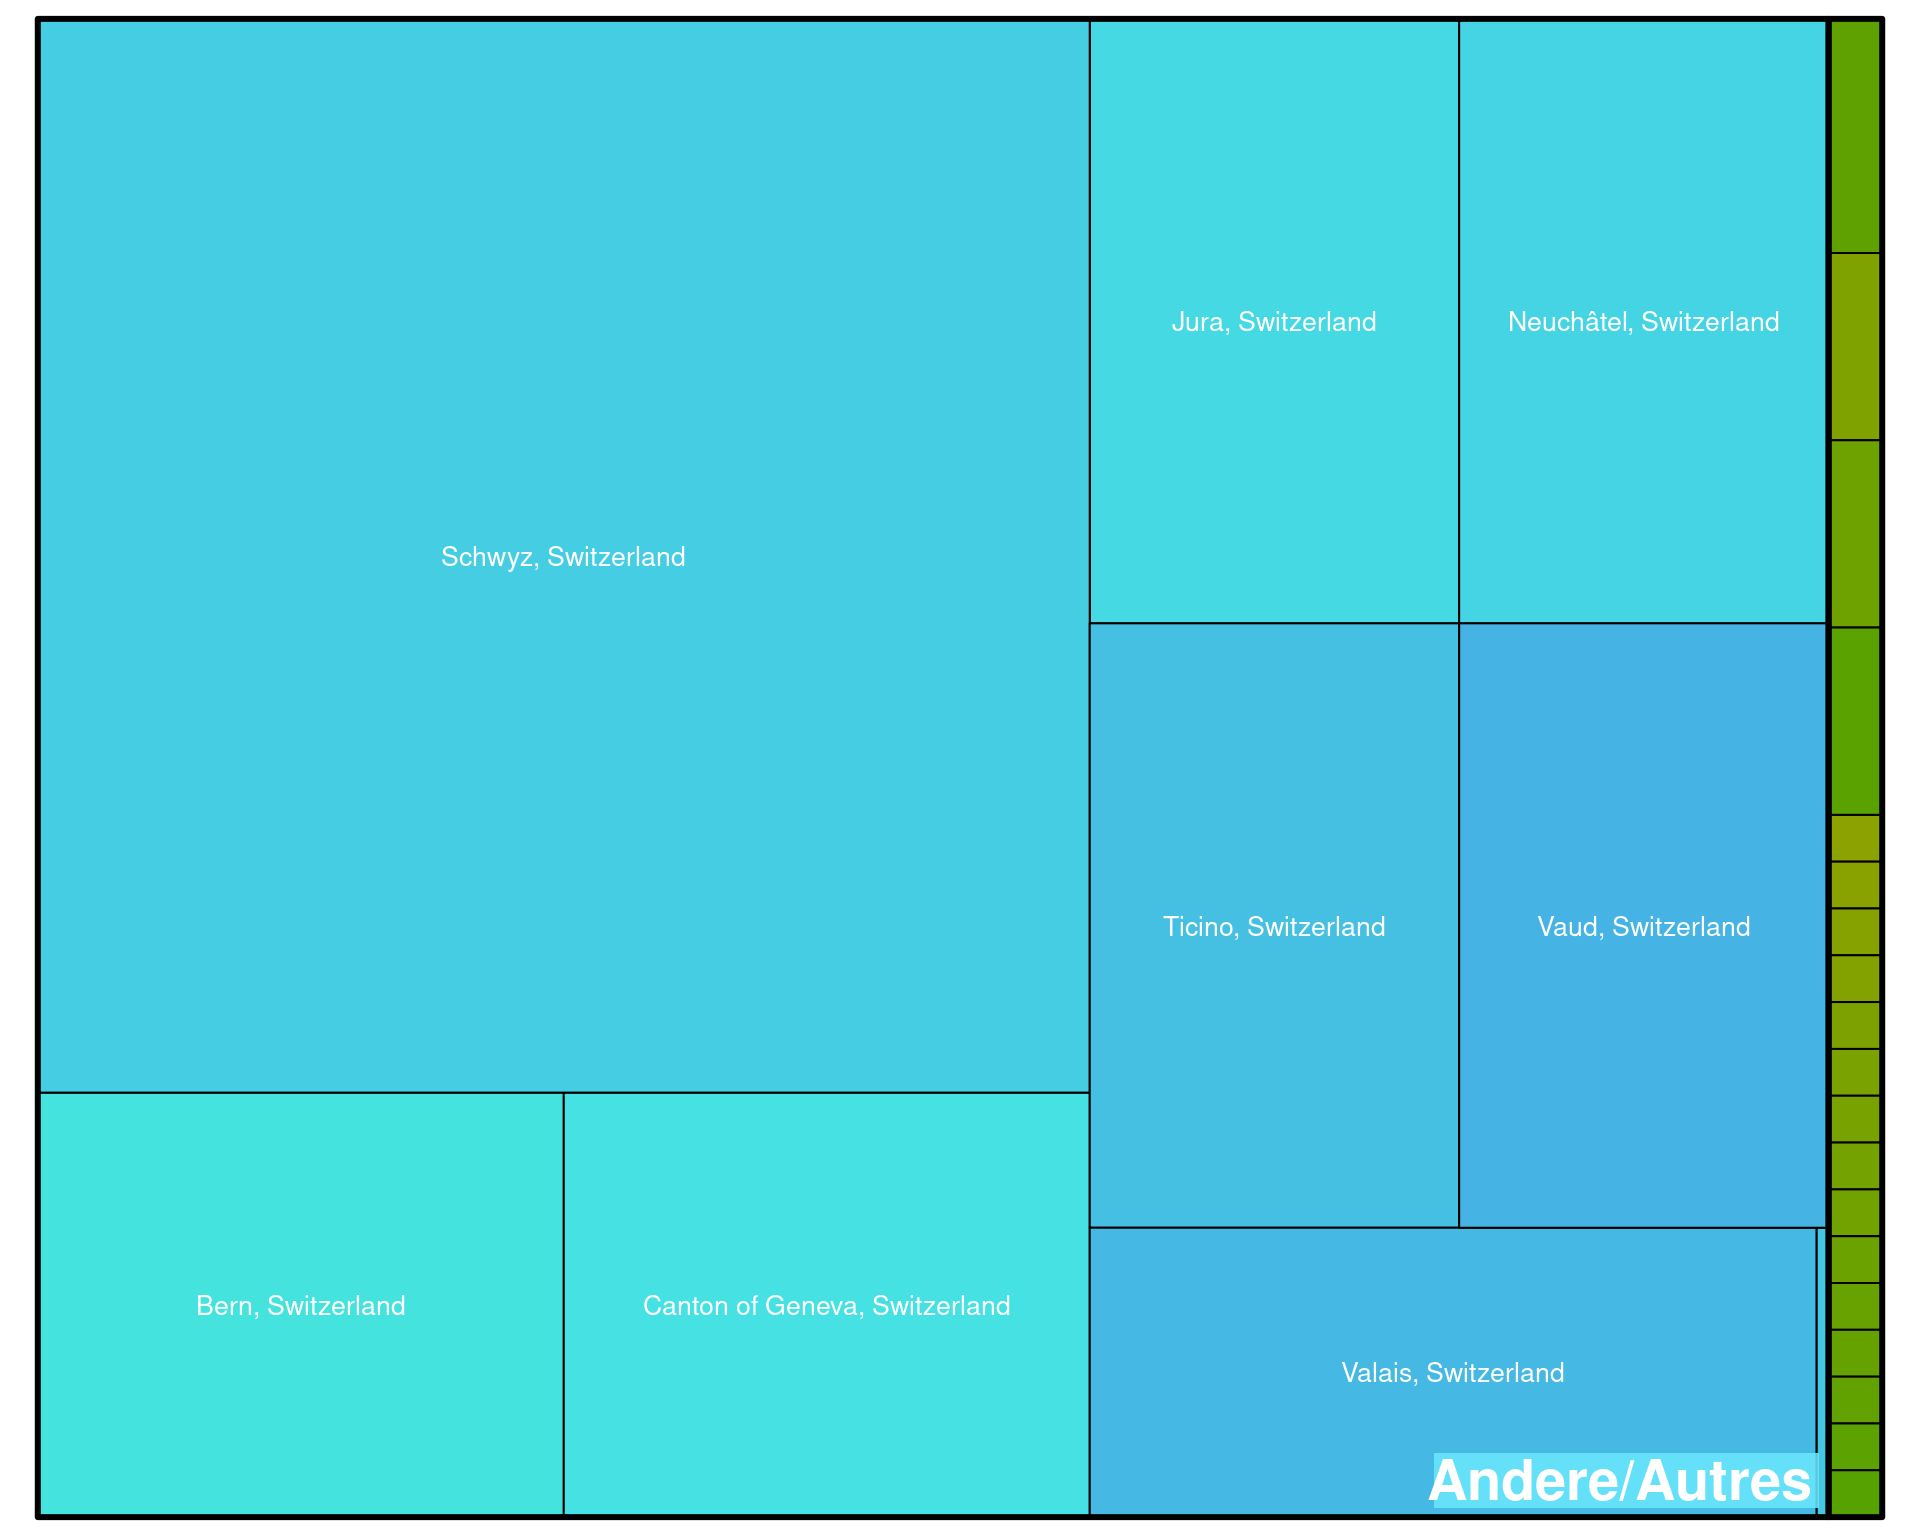 Jura, Switzerland
Neuchâtel, Switzerland
Schwyz, Switzerland
Ticino, Switzerland
Vaud, Switzerland
Bern, Switzerland
Canton of Geneva, Switzerland
Valais, Switzerland
Andere/Autres